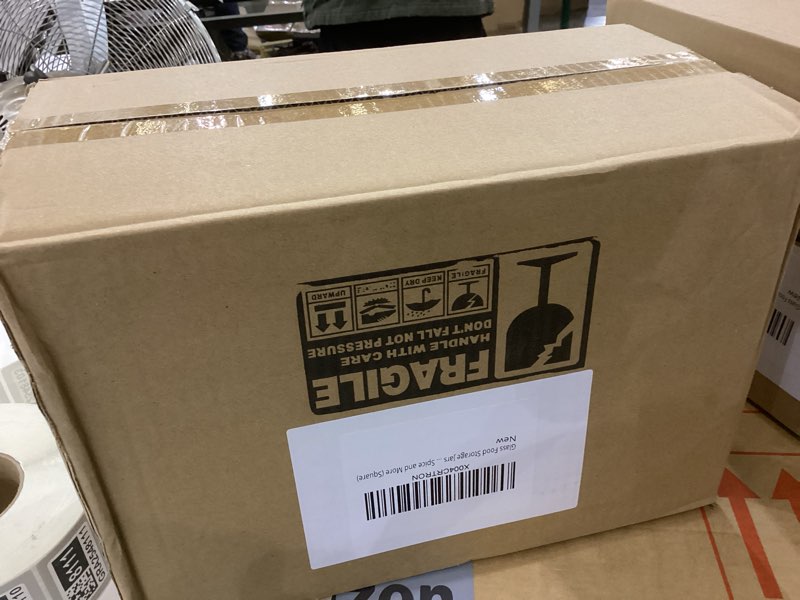 FRAGILE
HANDLE WITH CARE
DON'T FALL NOT PRESSURE
FRAGILE
KEEP DRY
UPWARD
X004CRTRON
Glass Food Storage Jars ... Spice and More (Square)
New
zon